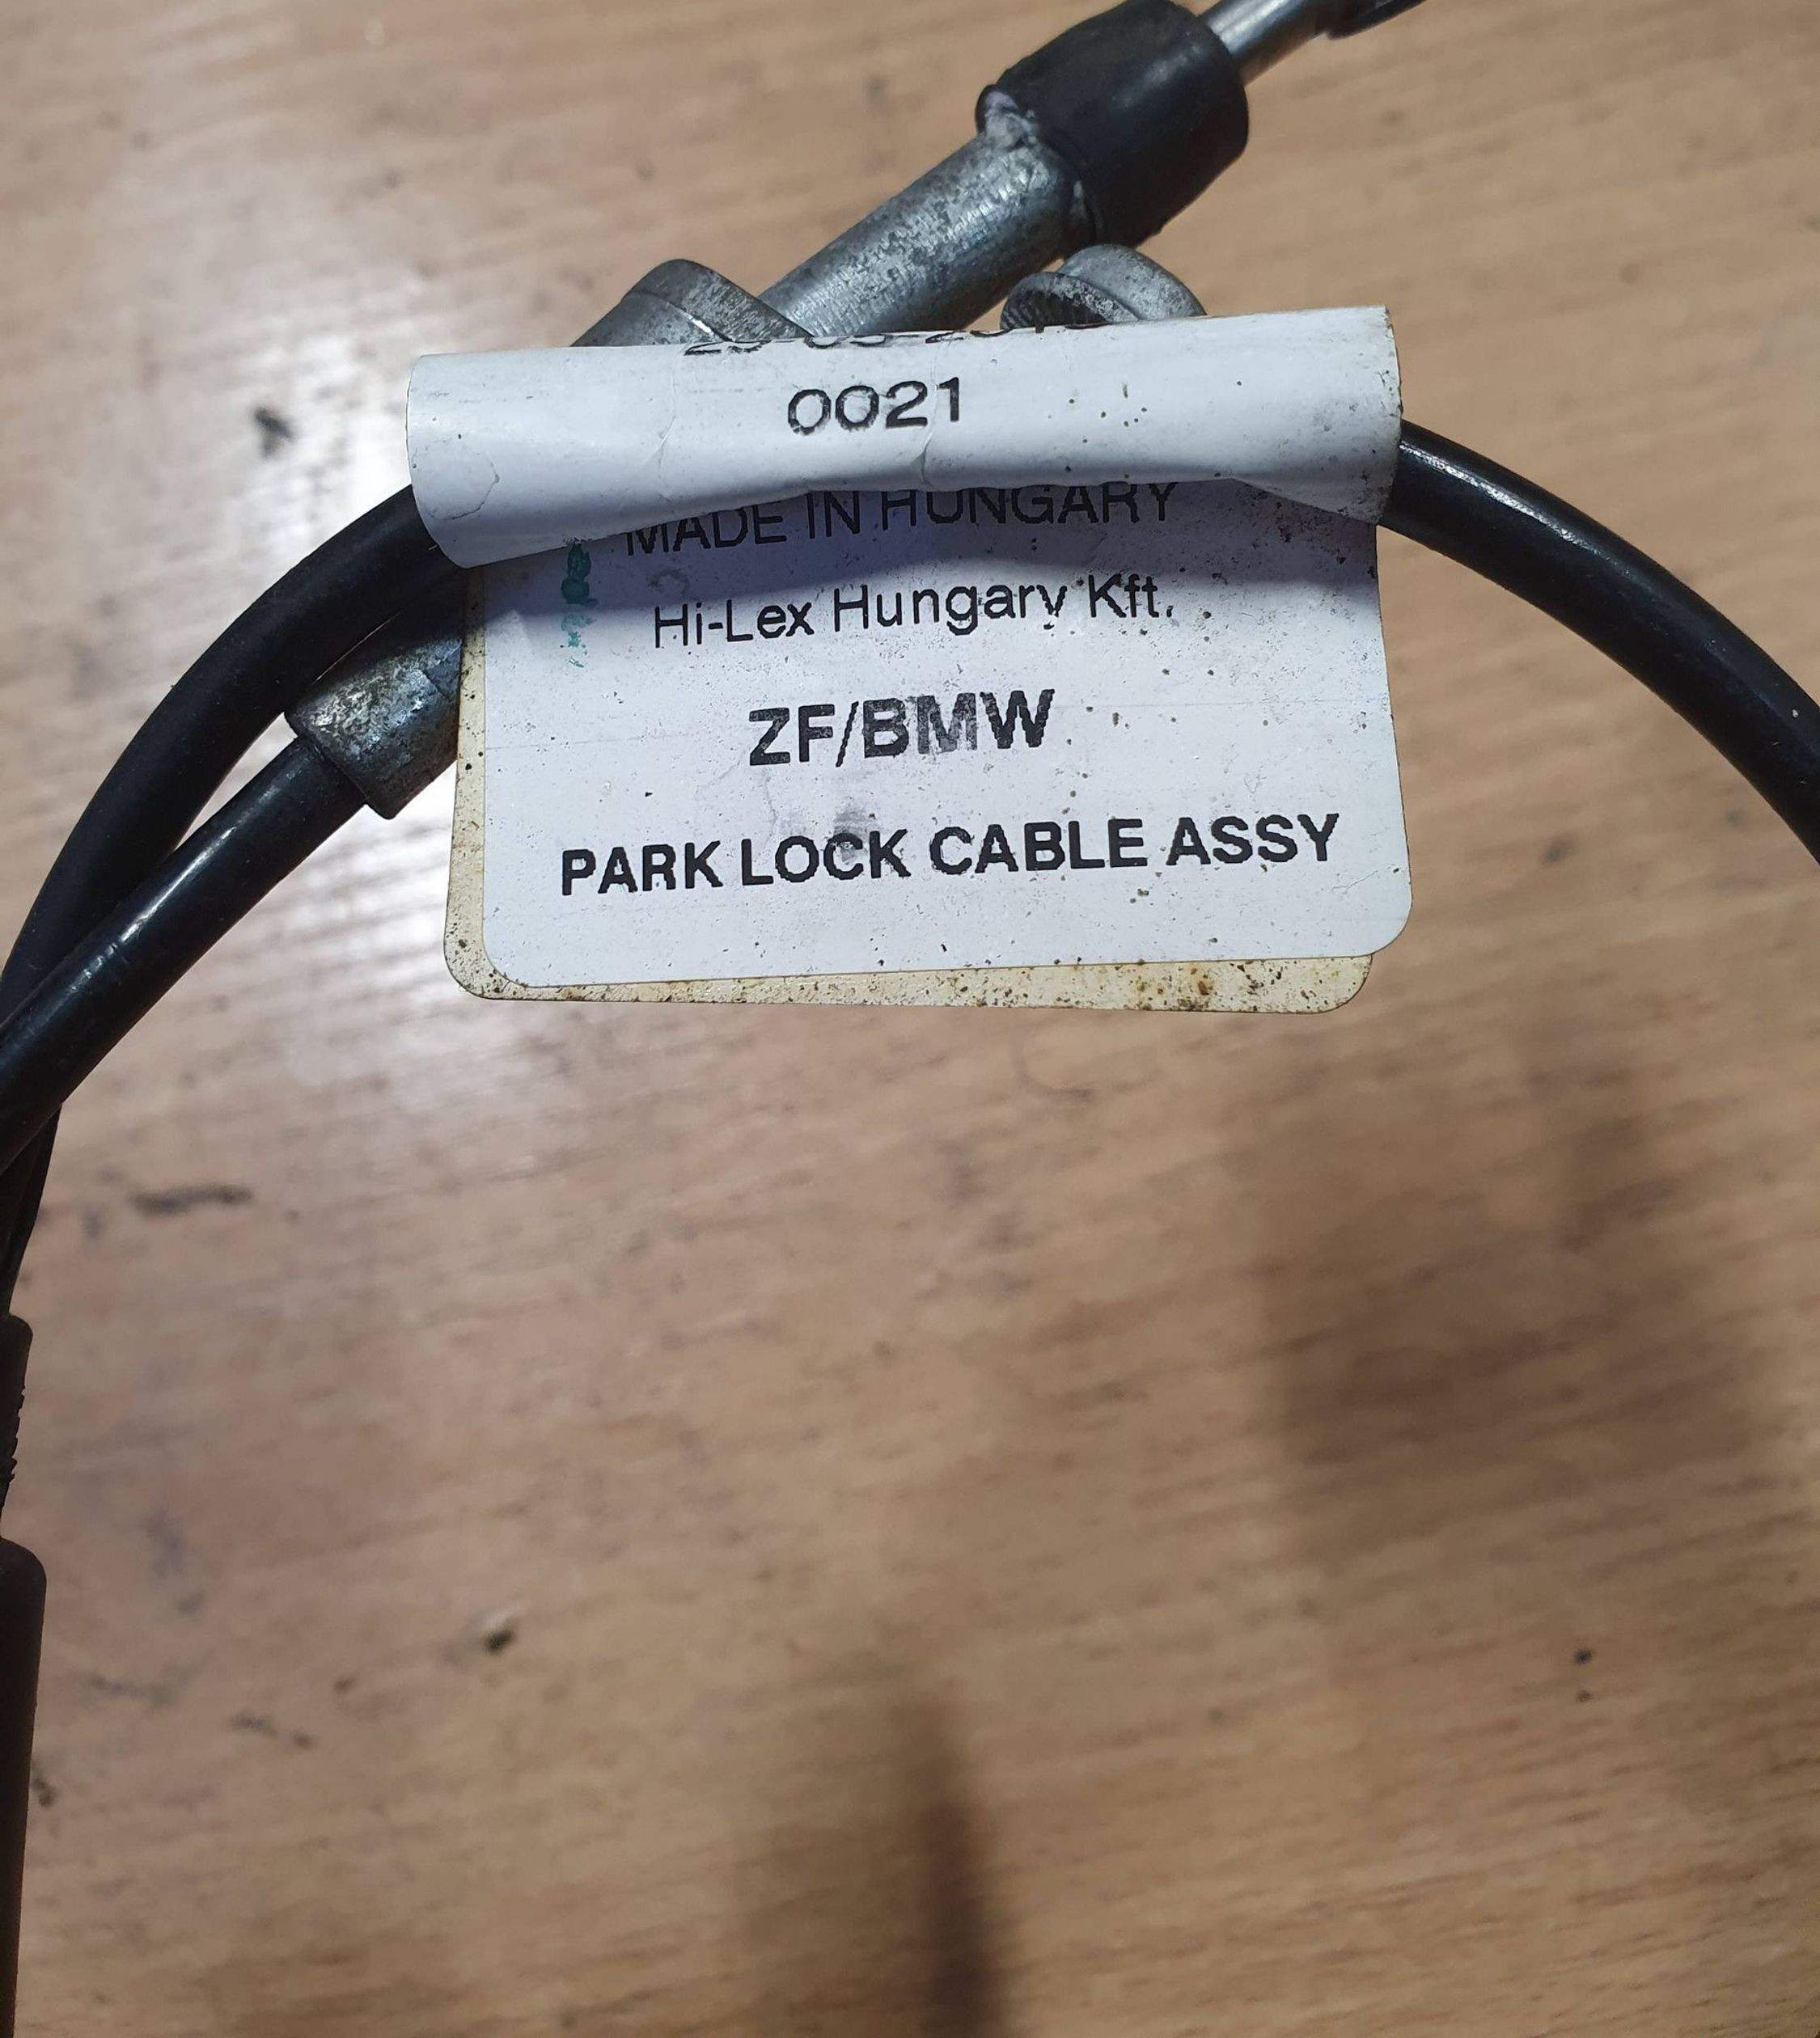 0021
MADE IN HUNGARY
Hi-Lex Hungary Kft.
ZF/BMW
PARK LOCK CABLE ASSY